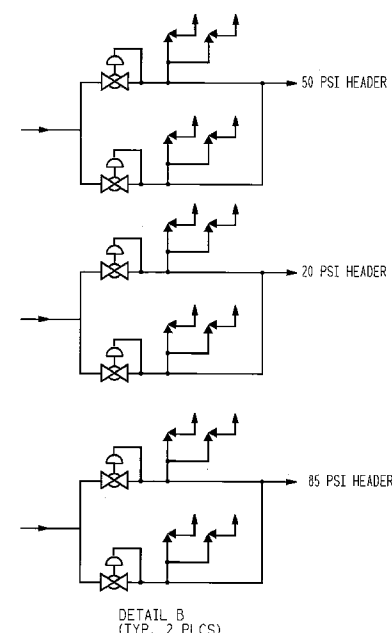 50 PSI HEADER
20 PSI HEADER
85 PSI HEADER
DETAIL B
(TYP. 2 PLCS)